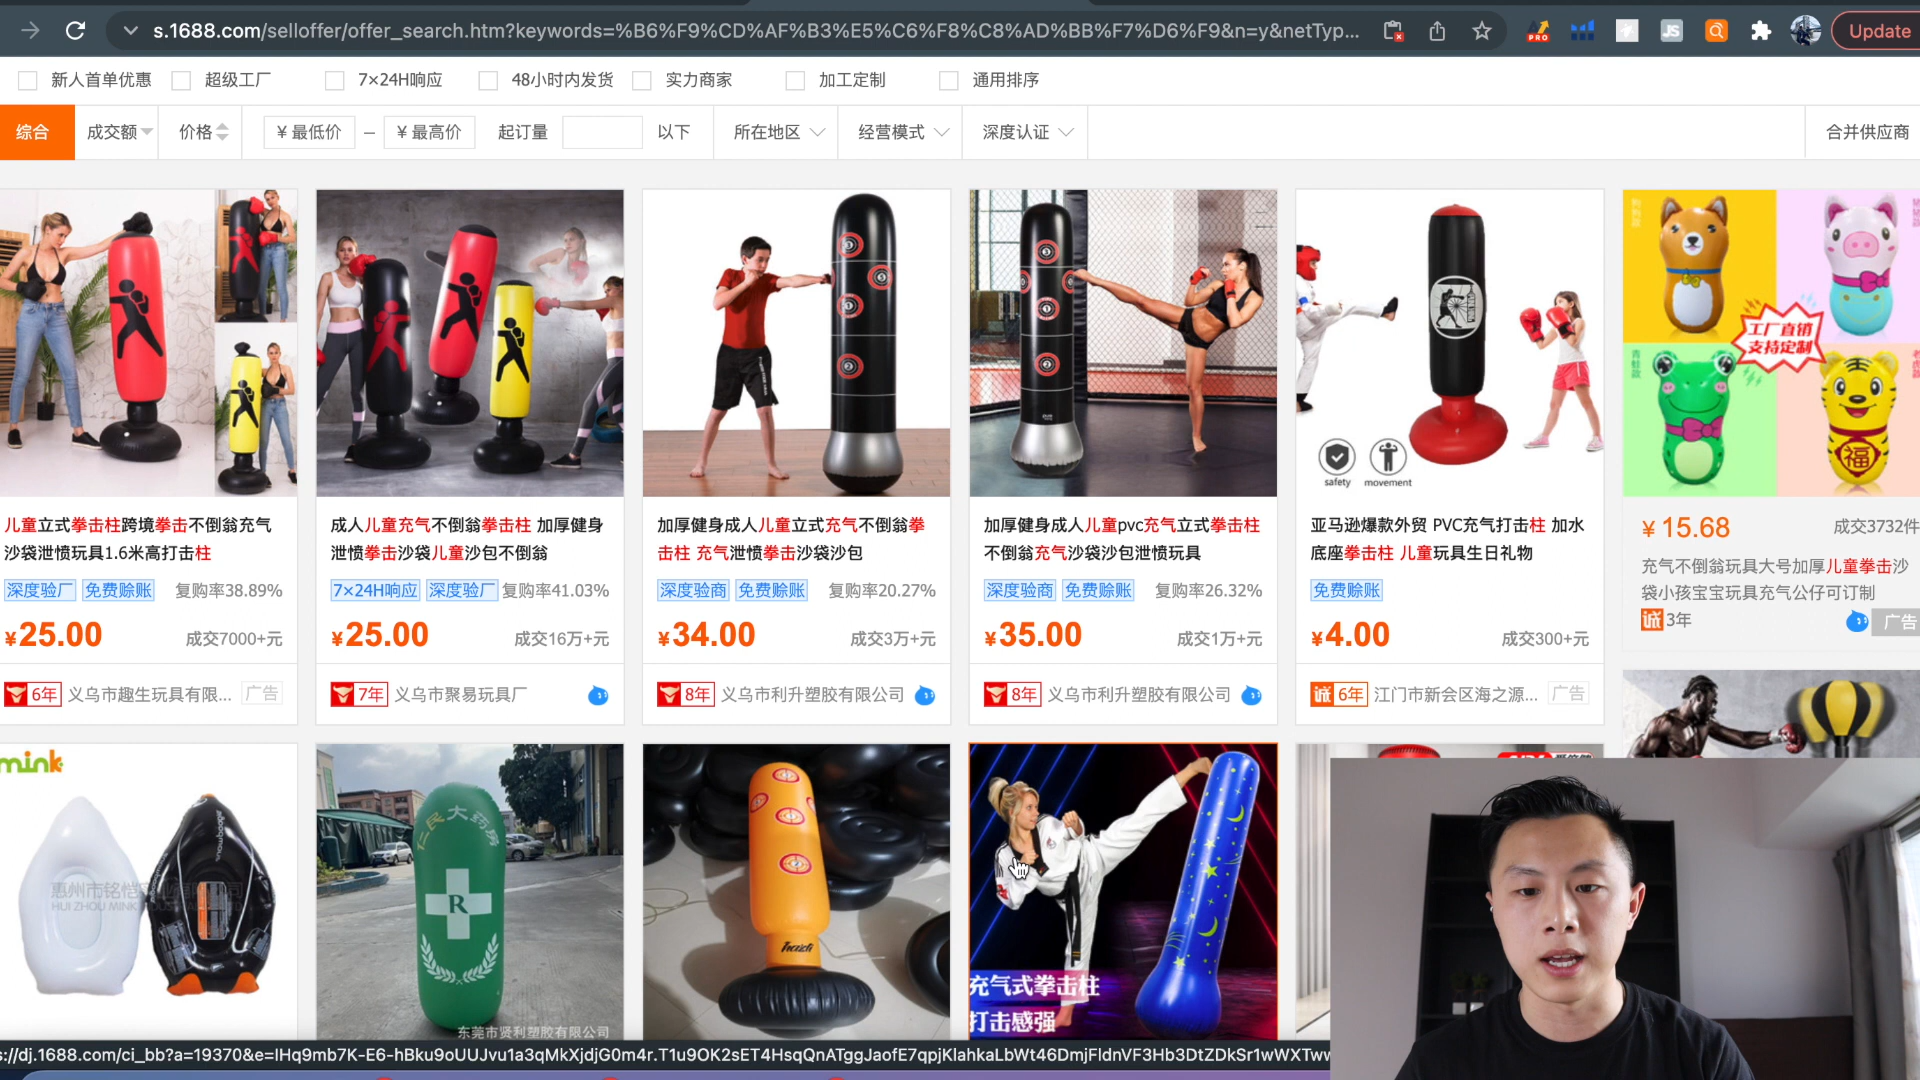 s.1688.com/selloffer/offer_search.htm?keywords=%B6%F9%CD%AF%B3%E5%C6%F8%C8%AD%BB%F7%D6%F9&n=y&netTyp...
PRO
JS
Update
新人首单优惠
超级工厂
7×24H响应
48小时内发货
实力商家
加工定制
通用排序
综合
成交额
价格
¥ 最低价
–
¥ 最高价
起订量
以下
所在地区
经营模式
深度认证
合并供应商
safety
movement
工厂直销
支持定制
福
儿童立式拳击柱跨境拳击不倒翁充气
沙袋泄愤玩具1.6米高打击柱
深度验厂 免费赊账 复购率38.89%
¥25.00 成交7000+元
6年 义乌市趣生玩具有限... 广告
成人儿童充气不倒翁拳击柱 加厚健身
泄愤拳击沙袋儿童沙包不倒翁
7×24H响应 深度验厂 复购率41.03%
¥25.00 成交16万+元
7年 义乌市聚易玩具厂
加厚健身成人儿童立式充气不倒翁拳
击柱 充气泄愤拳击沙袋沙包
深度验商 免费赊账 复购率20.27%
¥34.00 成交3万+元
8年 义乌市利升塑胶有限公司
加厚健身成人儿童pvc充气立式拳击柱
不倒翁充气沙袋沙包泄愤玩具
深度验商 免费赊账 复购率26.32%
¥35.00 成交1万+元
8年 义乌市利升塑胶有限公司
亚马逊爆款外贸 PVC充气打击柱 加水
底座拳击柱 儿童玩具生日礼物
免费赊账
¥4.00 成交300+元
诚 6年 江门市新会区海之源... 广告
¥ 15.68 成交3732件
充气不倒翁玩具大号加厚儿童拳击沙
袋小孩宝宝玩具充气公仔可订制
诚 3年
广告
mink
HUI ZHOU MINK
仁民大药房
R
东莞市贤利塑胶有限公司
充气式拳击柱
打击感强
s://dj.1688.com/ci_bb?a=19370&e=IHq9mb7K-E6-hBku9oUUJvu1a3qMkXjdjG0m4r.T1u9OK2sET4HsqQnATggJaofE7qpjKlahkaLbWt46DmjFldnVF3Hb3DtZDkSr1wWXTww